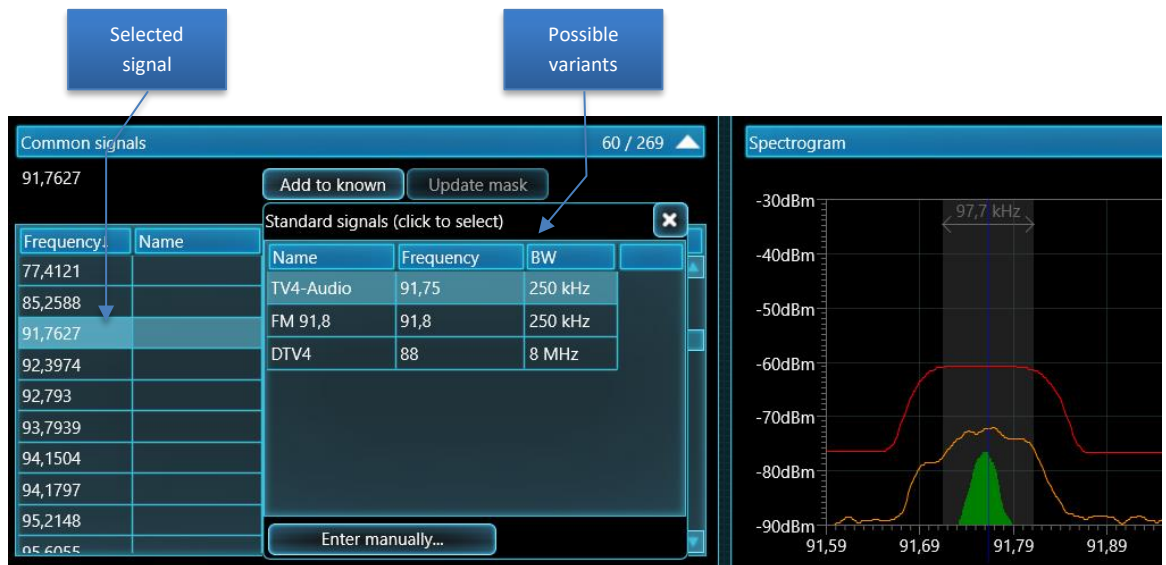 Selected
signal
Possible
variants
Common signals 60 / 269
91,7627
Add to known Update mask
Standard signals (click to select)
Frequency↓ Name
Name Frequency BW
TV4-Audio 91,75 250 kHz
FM 91,8 91,8 250 kHz
DTV4 88 8 MHz
Enter manually...
77,4121
85,2588
91,7627
92,3974
92,793
93,7939
94,1504
94,1797
95,2148
95,6055
Spectrogram
97,7 kHz
-30dBm
-40dBm
-50dBm
-60dBm
-70dBm
-80dBm
-90dBm
91,59 91,69 91,79 91,89